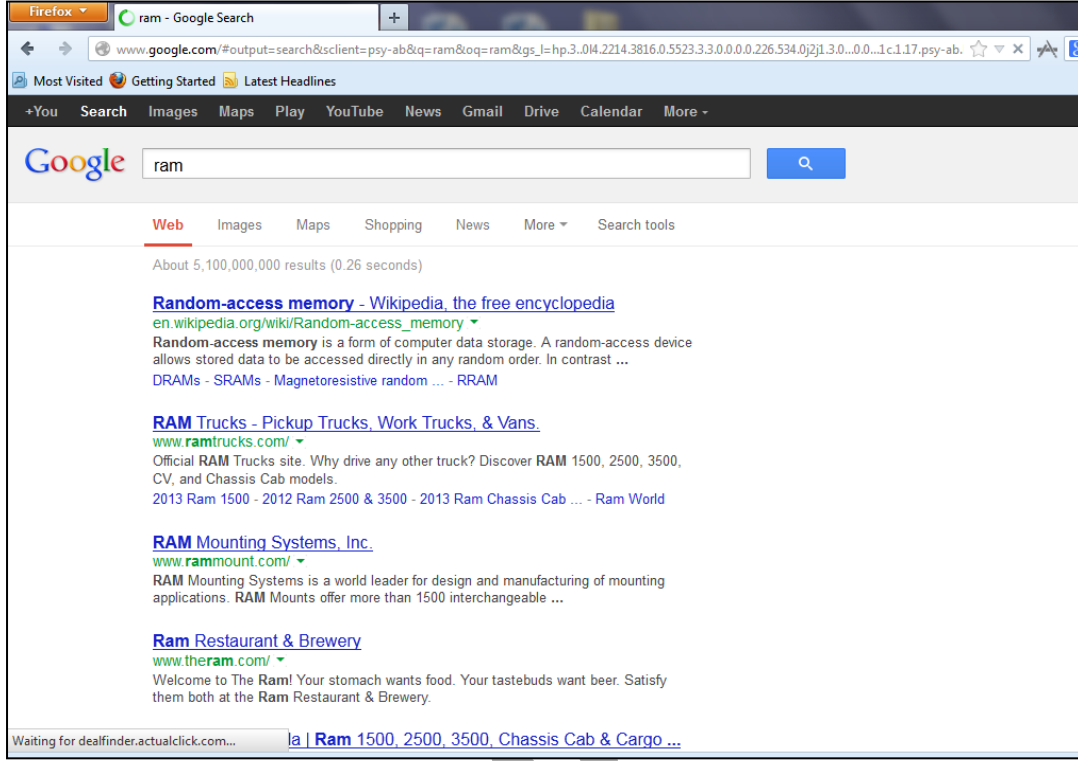 Firefox
ram - Google Search
www.google.com/#output=search&sclient=psy-ab&q=ram&oq=ram&gs_l=hp.3..0l4.2214.3816.0.5523.3.3.0.0.0.0.226.534.0j2j1.3.0...0.0...1c.1.17.psy-ab.
Most Visited Getting Started Latest Headlines
+You Search Images Maps Play YouTube News Gmail Drive Calendar More
Google ram
Web Images Maps Shopping News More Search tools
About 5,100,000,000 results (0.26 seconds)
Random-access memory - Wikipedia, the free encyclopedia
en.wikipedia.org/wiki/Random-access_memory
Random-access memory is a form of computer data storage. A random-access device
allows stored data to be accessed directly in any random order. In contrast ...
DRAMs - SRAMs - Magnetoresistive random ... - RRAM
RAM Trucks - Pickup Trucks, Work Trucks, & Vans.
www.ramtrucks.com/
Official RAM Trucks site. Why drive any other truck? Discover RAM 1500, 2500, 3500,
CV, and Chassis Cab models.
2013 Ram 1500 - 2012 Ram 2500 & 3500 - 2013 Ram Chassis Cab ... - Ram World
RAM Mounting Systems, Inc.
www.rammount.com/
RAM Mounting Systems is a world leader for design and manufacturing of mounting
applications. RAM Mounts offer more than 1500 interchangeable ...
Ram Restaurant & Brewery
www.theram.com/
Welcome to The Ram! Your stomach wants food. Your tastebuds want beer. Satisfy
them both at the Ram Restaurant & Brewery.
Waiting for dealfinder.actualclick.com...
| Ram 1500, 2500, 3500, Chassis Cab & Cargo ...